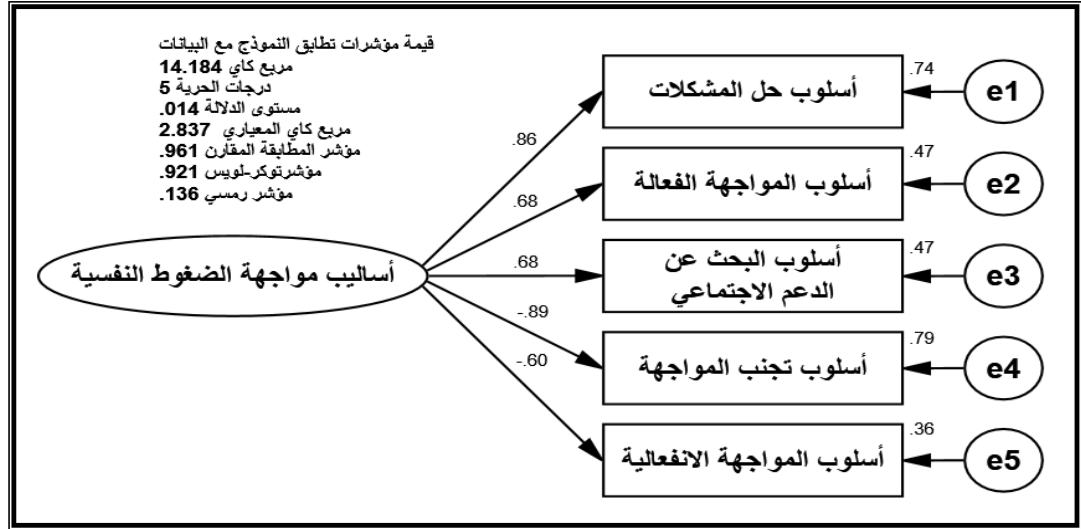 قيمة مؤشرات تطابق النموذج مع البيانات
مربع كاي 14.184
درجات الحرية 5
مستوى الدلالة 014.
مربع كاي المعياري 2.837
مؤشر المطابقة المقارن 961.
مؤشرتوكر-لويس 921.
مؤشر رمسي 136.
أساليب مواجهة الضغوط النفسية
.86
.68
.68
-.89
-.60
أسلوب حل المشكلات
.74
e1
أسلوب المواجهة الفعالة
.47
e2
أسلوب البحث عن
الدعم الاجتماعي
.47
e3
أسلوب تجنب المواجهة
.79
e4
أسلوب المواجهة الانفعالية
.36
e5